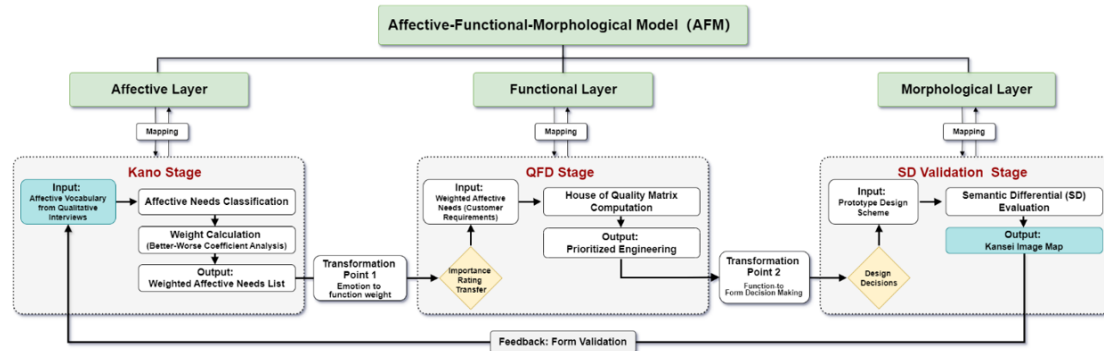 Affective-Functional-Morphological Model（AFM）
Affective Layer
Functional Layer
Morphological Layer
Mapping
Mapping
Mapping
Kano Stage
Input:
Affective Vocabulary
from Qualitative
Interviews
Affective Needs Classification
Weight Calculation
(Better-Worse Coefficient Analysis)
Output:
Weighted Affective Needs List
Transformation
Point 1
Emotion to
function weight
QFD Stage
Input:
Weighted Affective
Needs (Customer
Requirements)
Importance
Rating
Transfer
House of Quality Matrix
Computation
Output:
Prioritized Engineering
Transformation
Point 2
Function-to
Form Decision Making
SD Validation Stage
Input:
Prototype Design
Scheme
Design
Decisions
Semantic Differential (SD)
Evaluation
Output:
Kansei Image Map
Feedback: Form Validation